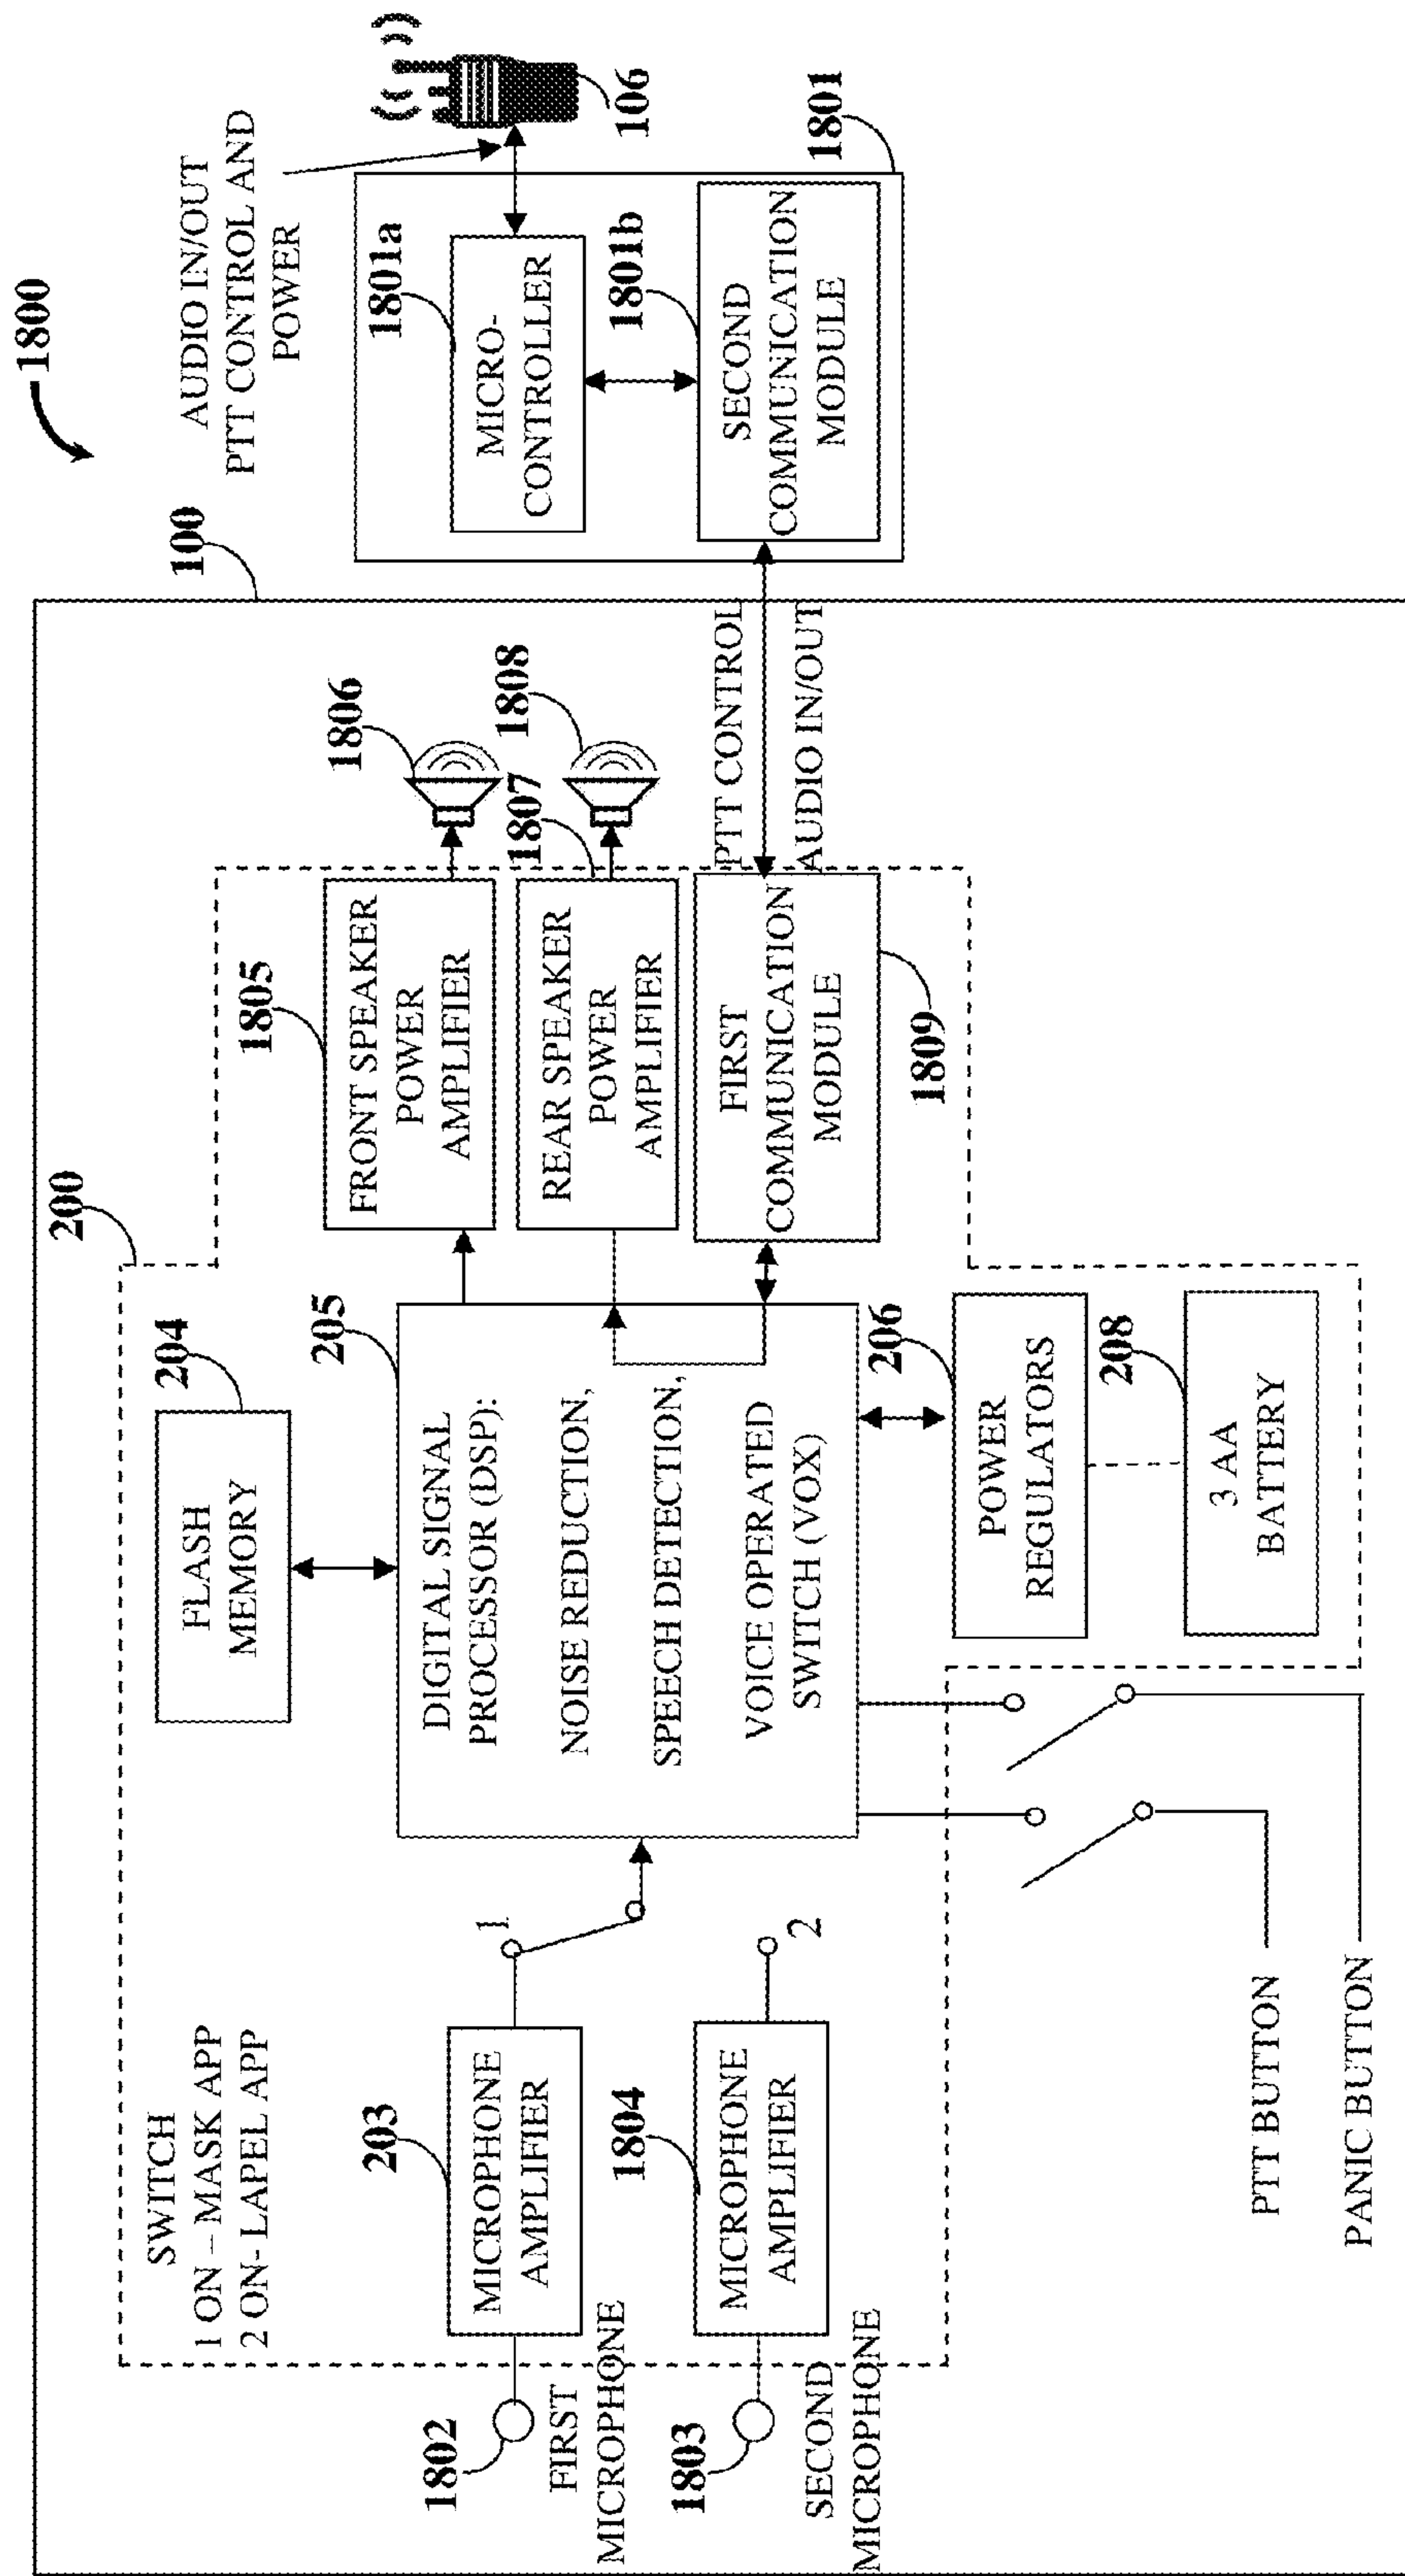 1800
100
200
SWITCH
1 ON – MASK APP
2 ON- LAPEL APP
1802
FIRST
MICROPHONE
203
MICROPHONE
AMPLIFIER
1
1803
SECOND
MICROPHONE
1804
MICROPHONE
AMPLIFIER
2
204
FLASH
MEMORY
205
DIGITAL SIGNAL
PROCESSOR (DSP):
NOISE REDUCTION,
SPEECH DETECTION,
VOICE OPERATED
SWITCH (VOX)
1805
FRONT SPEAKER
POWER
AMPLIFIER
1806
REAR SPEAKER
POWER
AMPLIFIER
1807
1808
FIRST
COMMUNICATION
MODULE
1809
PTT CONTROL
AUDIO IN/OUT
206
POWER
REGULATORS
208
3 AA
BATTERY
PTT BUTTON
PANIC BUTTON
AUDIO IN/OUT
PTT CONTROL AND
POWER
106
1801a
MICRO-
CONTROLLER
1801b
SECOND
COMMUNICATION
MODULE
1801